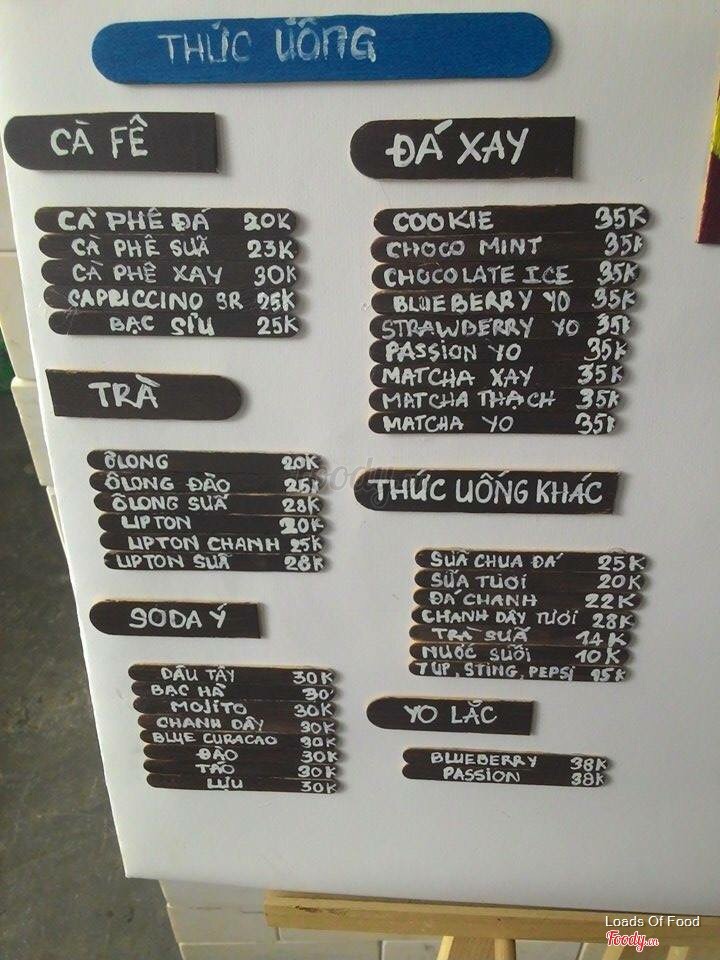 THỨC UỐNG
CÀ FÊ
CÀ PHÊ ĐÁ 20K
CÀ PHÊ SỮA 23K
CÀ PHÊ XAY 30K
CAPRICCINO 3R 25K
BẠC SỈU 25K
TRÀ
ÔLONG 20K
ÔLONG ĐÀO 25K
ÔLONG SỮA 28K
LIPTON 20K
LIPTON CHANH 25K
LIPTON SỮA 28K
SODA Ý
DÂU TÂY 30K
BẠC HÀ 30
MOJITO 30K
CHANH DÂY 30K
BLUE CURACAO 30K
ĐÀO 30K
TÁO 30K
LỰU 30K
ĐÁ XAY
COOKIE 35K
CHOCO MINT 35K
CHOCOLATE ICE 35K
BLUEBERRY YO 35K
STRAWBERRY YO 35K
PASSION YO 35K
MATCHA XAY 35K
MATCHA THẠCH 35K
MATCHA YO 35K
THỨC UỐNG KHÁC
SỮA CHUA ĐÁ 25K
SỮA TƯƠI 20K
ĐÁ CHANH 22K
CHANH DÂY TƯƠI 28K
TRÀ SỮA 14K
NƯỚC SUỐI 10K
7UP, STING, PEPSI 15K
YO LẮC
BLUEBERRY 38K
PASSION 38K
foody
Loads Of Food
Foody.vn